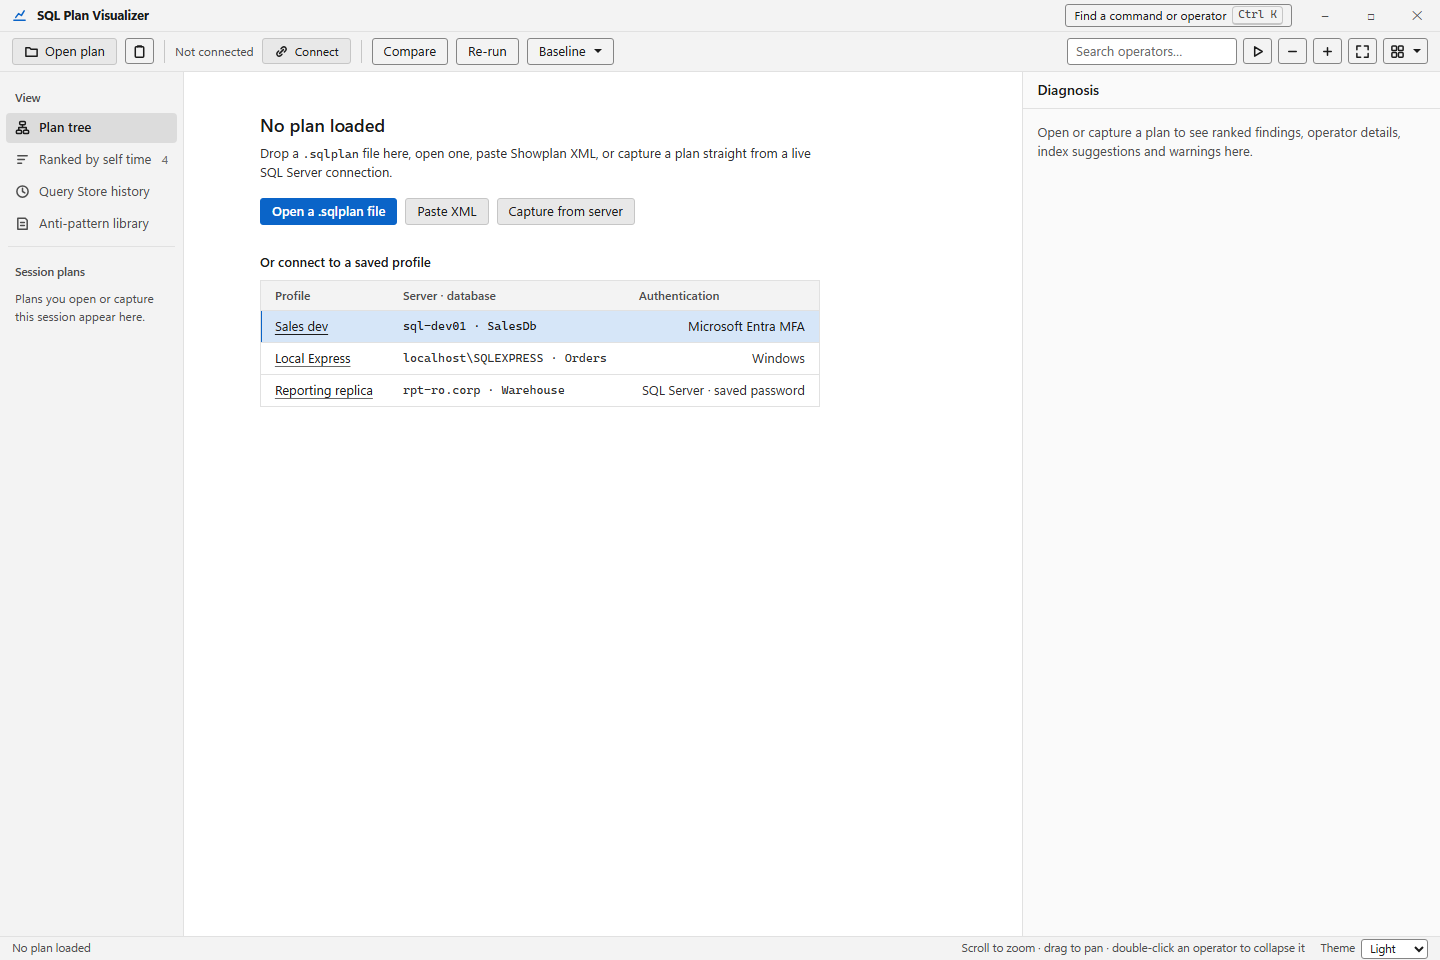 SQL Plan Visualizer
Find a command or operator Ctrl K
Open plan
Not connected
Connect
Compare
Re-run
Baseline
Search operators...
View
Plan tree
Ranked by self time 4
Query Store history
Anti-pattern library
Session plans
Plans you open or capture
this session appear here.
No plan loaded
Drop a .sqlplan file here, open one, paste Showplan XML, or capture a plan straight from a live
SQL Server connection.
Open a .sqlplan file
Paste XML
Capture from server
Or connect to a saved profile
Profile Server · database Authentication
Sales dev sql-dev01 · SalesDb Microsoft Entra MFA
Local Express localhost\SQLEXPRESS · Orders Windows
Reporting replica rpt-ro.corp · Warehouse SQL Server · saved password
Diagnosis
Open or capture a plan to see ranked findings, operator details,
index suggestions and warnings here.
No plan loaded
Scroll to zoom · drag to pan · double-click an operator to collapse it
Theme Light